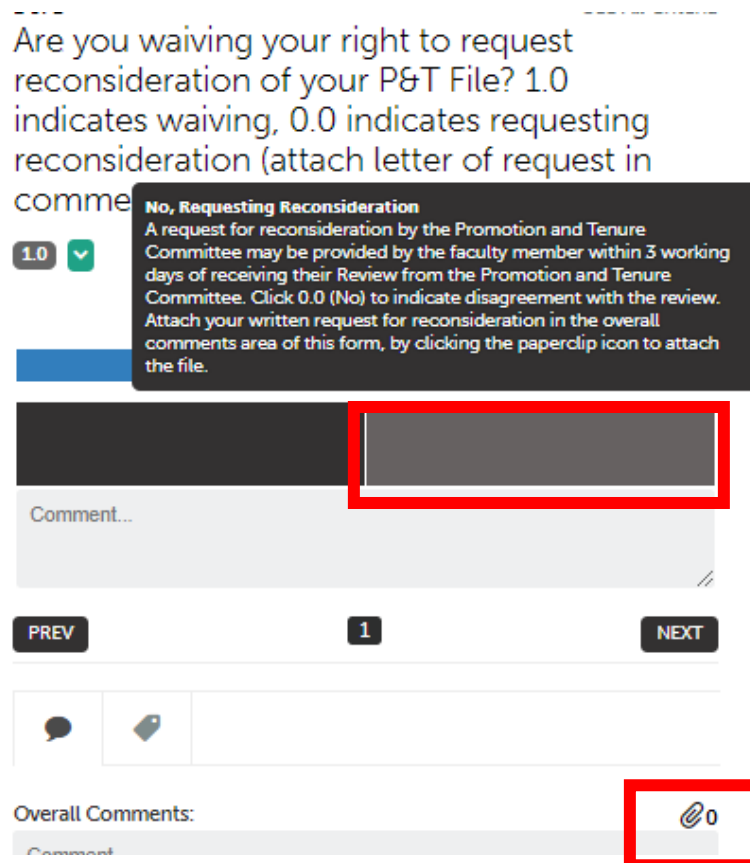 Are you waiving your right to request
reconsideration of your P&T File? 1.0
indicates waiving, 0.0 indicates requesting
reconsideration (attach letter of request in
comme
No, Requesting Reconsideration
A request for reconsideration by the Promotion and Tenure
Committee may be provided by the faculty member within 3 working
days of receiving their Review from the Promotion and Tenure
Committee. Click 0.0 (No) to indicate disagreement with the review.
Attach your written request for reconsideration in the overall
comments area of this form, by clicking the paperclip icon to attach
the file.
1.0
Comment...
PREV 1 NEXT
Overall Comments: 0
Comment